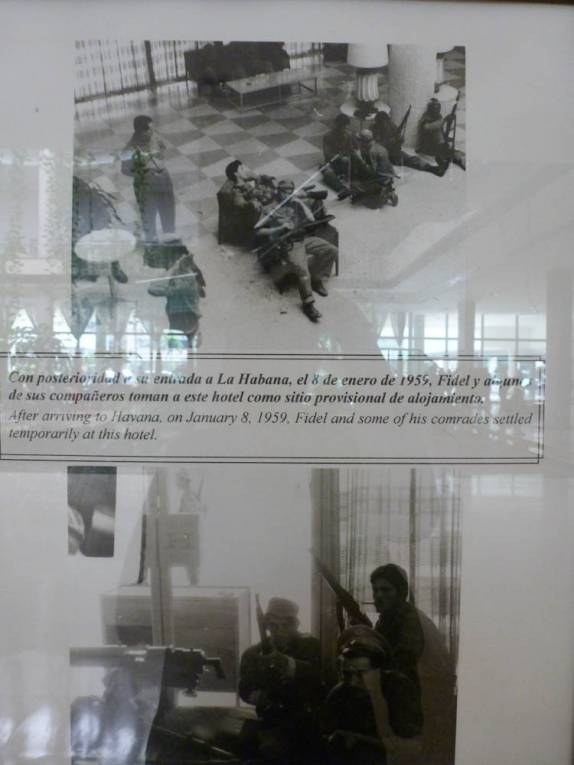 Con posterioridad a su entrada a La Habana, el 8 de enero de 1959, Fidel y algunos
de sus compañeros toman a este hotel como sitio provisional de alojamiento.
After arriving to Havana, on January 8, 1959, Fidel and some of his comrades settled
temporarily at this hotel.